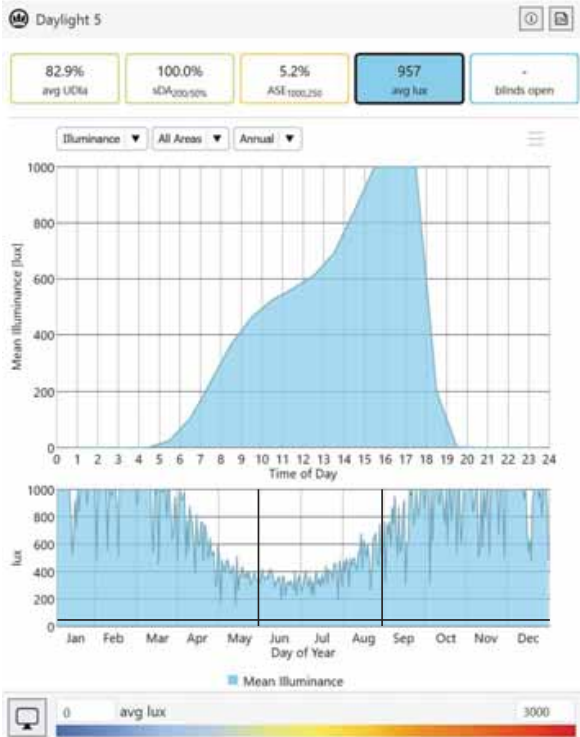 Daylight 5
82.9% 100.0% 5.2% 957 -
avg UDIa sDA200/50% ASE1000,250 avg lux blinds open
Illuminance ▼ All Areas ▼ Annual ▼
1000
800
600
400
200
0
Mean Illuminance [lux]
0 1 2 3 4 5 6 7 8 9 10 11 12 13 14 15 16 17 18 19 20 21 22 23 24
Time of Day
1000
800
600
400
200
0
lux
Jan Feb Mar Apr May Jun Jul Aug Sep Oct Nov Dec
Day of Year
Mean Illuminance
0 avg lux 3000